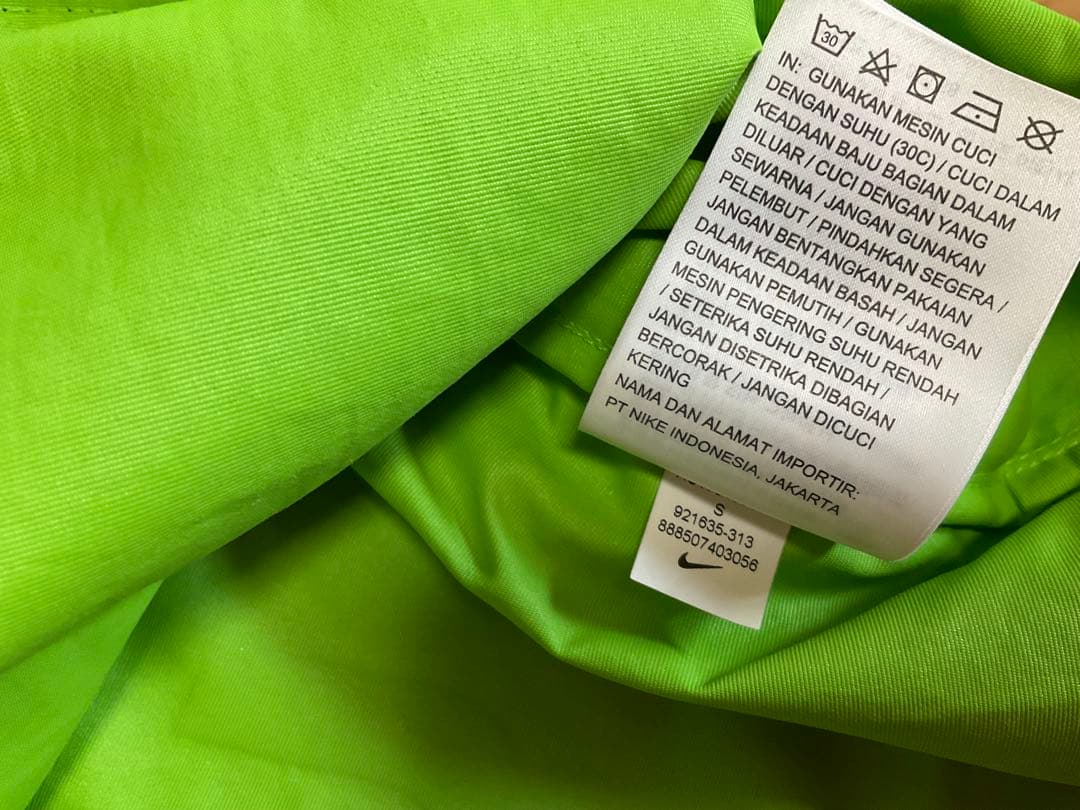 30
IN: GUNAKAN MESIN CUCI
DENGAN SUHU (30C) / CUCI DALAM
KEADAAN BAJU BAGIAN DALAM
DILUAR / CUCI DENGAN YANG
SEWARNA / JANGAN GUNAKAN
PELEMBUT / PINDAHKAN SEGERA /
JANGAN BENTANGKAN PAKAIAN
DALAM KEADAAN BASAH / JANGAN
GUNAKAN PEMUTIH / GUNAKAN
MESIN PENGERING SUHU RENDAH
/ SETERIKA SUHU RENDAH /
JANGAN DISETRIKA DIBAGIAN
BERCORAK / JANGAN DICUCI
KERING
NAMA DAN ALAMAT IMPORTIR:
PT NIKE INDONESIA, JAKARTA
S
921635-313
888507403056